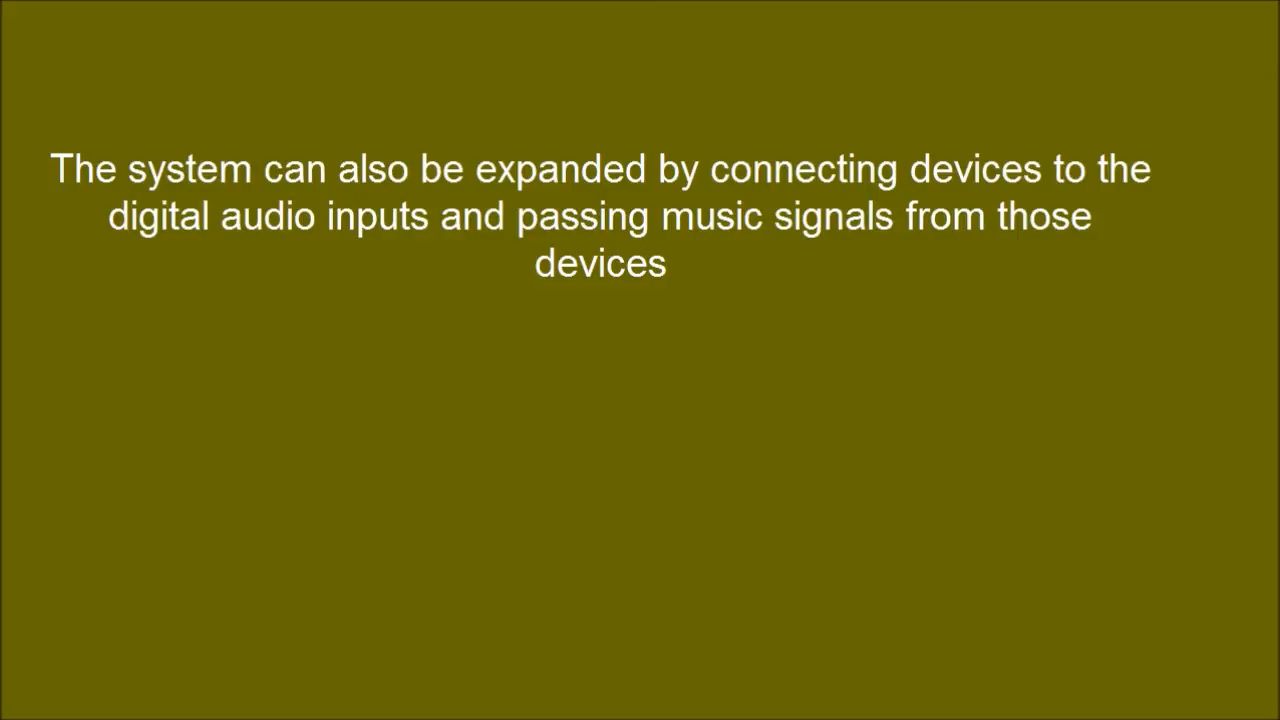 The system can also be expanded by connecting devices to the
digital audio inputs and passing music signals from those
devices